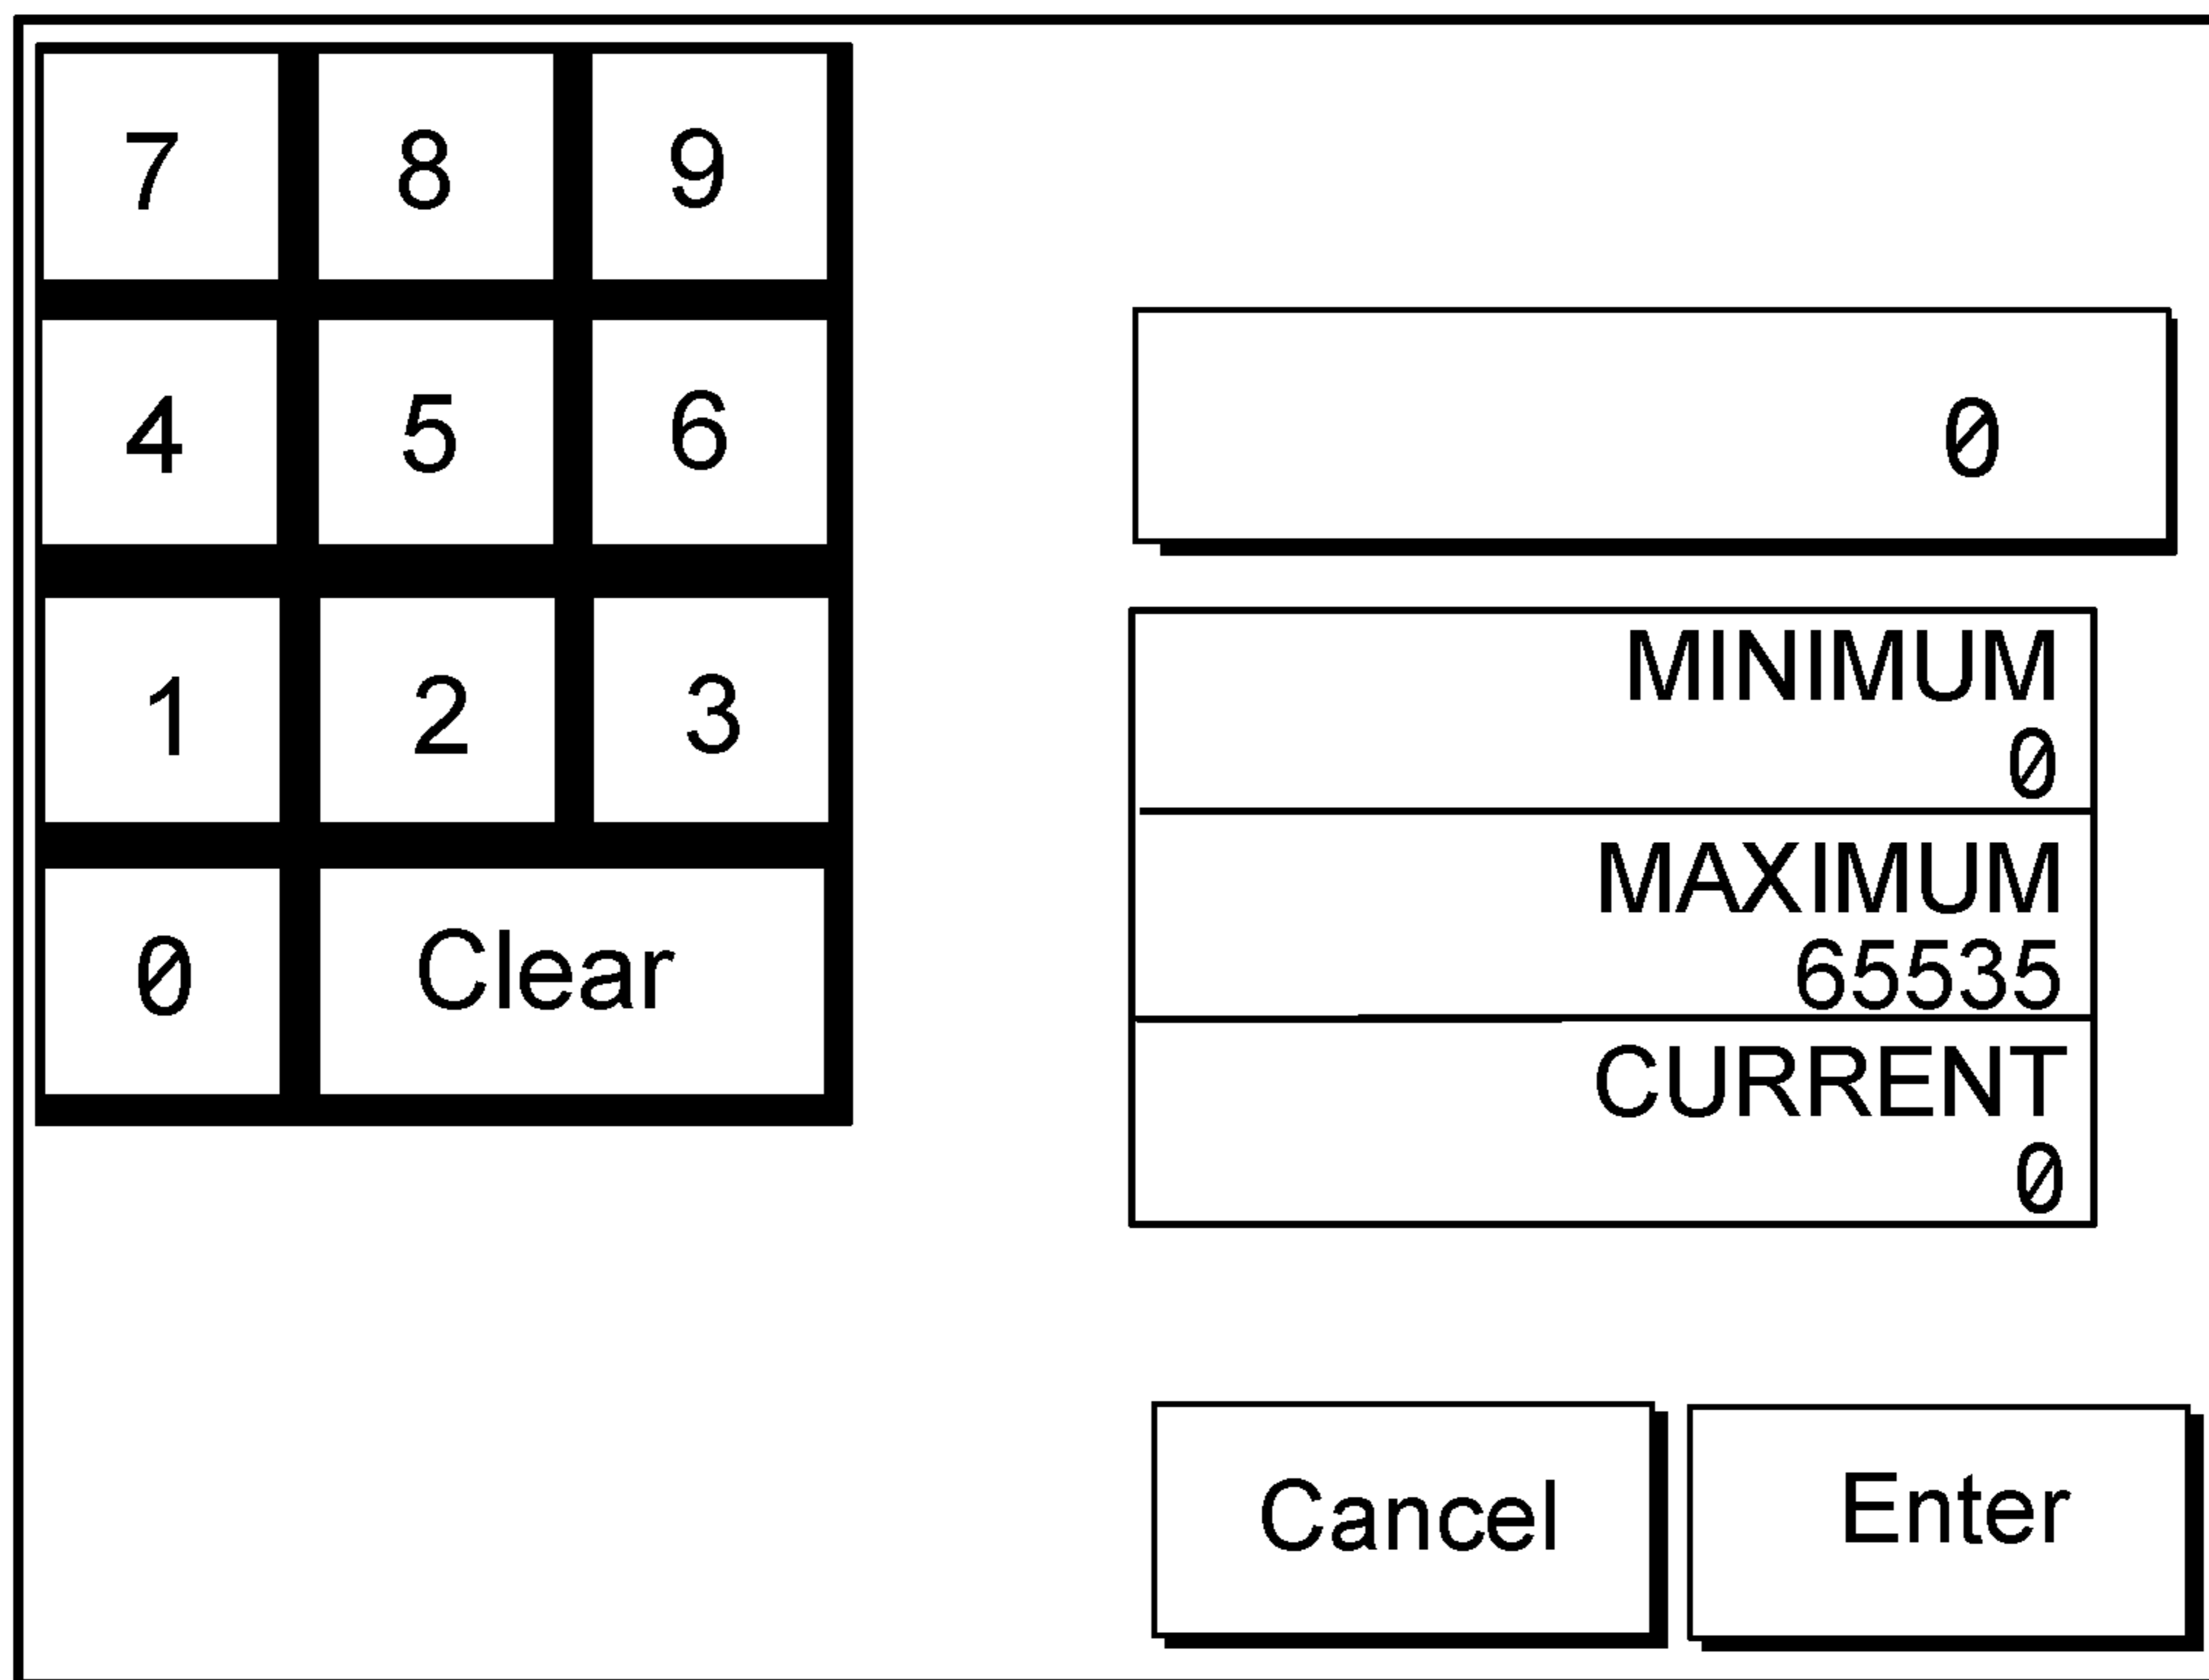 7 8 9
4 5 6
1 2 3
0 Clear
0
MINIMUM
0
MAXIMUM
65535
CURRENT
0
Cancel Enter